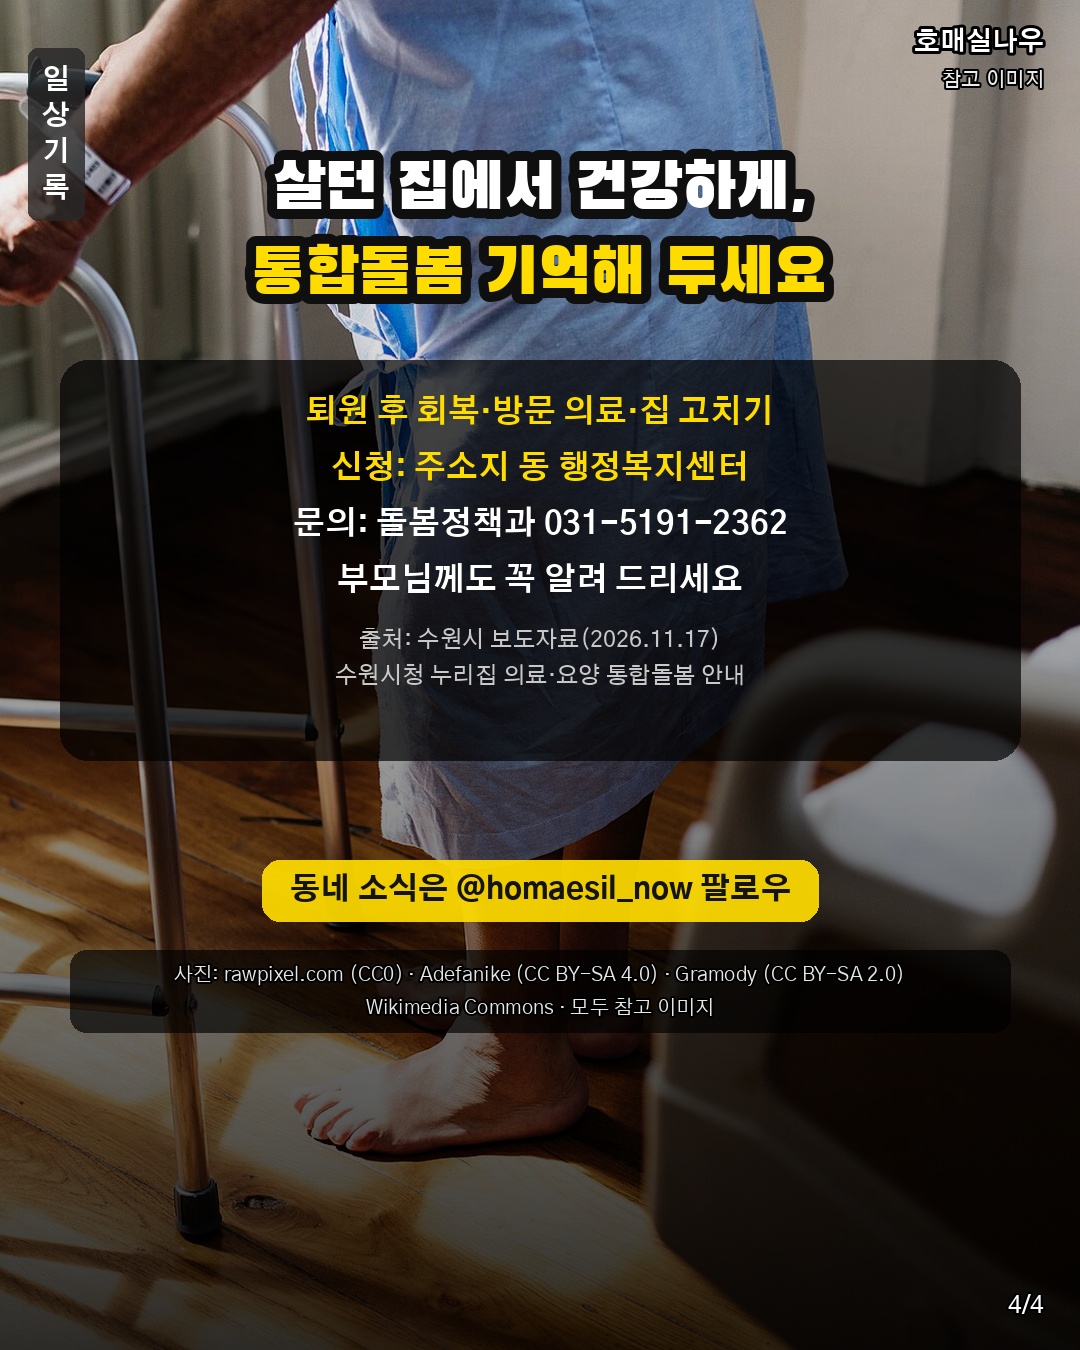 호매실나우
참고 이미지
일상기록
살던 집에서 건강하게,
통합돌봄 기억해 두세요
퇴원 후 회복·방문 의료·집 고치기
신청: 주소지 동 행정복지센터
문의: 돌봄정책과 031-5191-2362
부모님께도 꼭 알려 드리세요
출처: 수원시 보도자료(2026.11.17)
수원시청 누리집 의료·요양 통합돌봄 안내
동네 소식은 @homaesil_now 팔로우
사진: rawpixel.com (CC0) · Adefanike (CC BY-SA 4.0) · Gramody (CC BY-SA 2.0)
Wikimedia Commons · 모두 참고 이미지
4/4